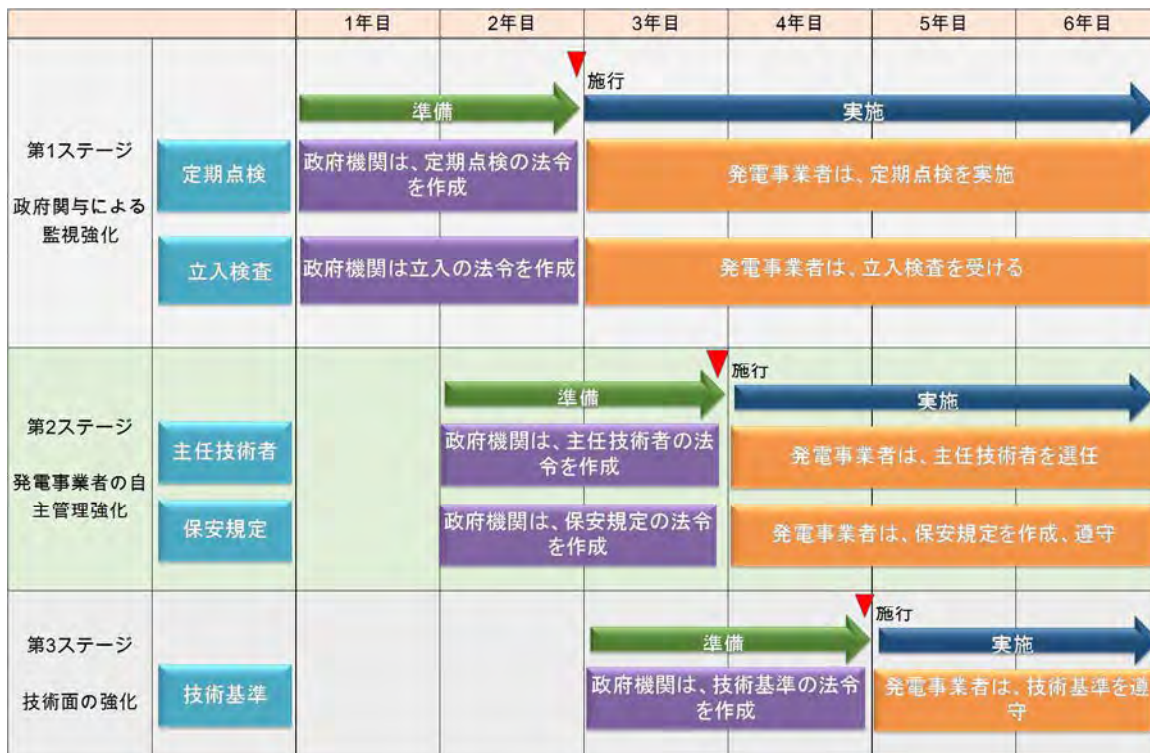 1年目 2年目 3年目 4年目 5年目 6年目
施行
準備 実施
第1ステージ
政府関与による
監視強化
定期点検
政府機関は、定期点検の法令
を作成
発電事業者は、定期点検を実施
立入検査
政府機関は立入の法令を作成
発電事業者は、立入検査を受ける
施行
準備 実施
第2ステージ
発電事業者の自
主管理強化
主任技術者
政府機関は、主任技術者の法
令を作成
発電事業者は、主任技術者を選任
保安規定
政府機関は、保安規定の法令
を作成
発電事業者は、保安規定を作成、遵守
施行
準備 実施
第3ステージ
技術面の強化
技術基準
政府機関は、技術基準の法令
を作成
発電事業者は、技術基準を遵
守